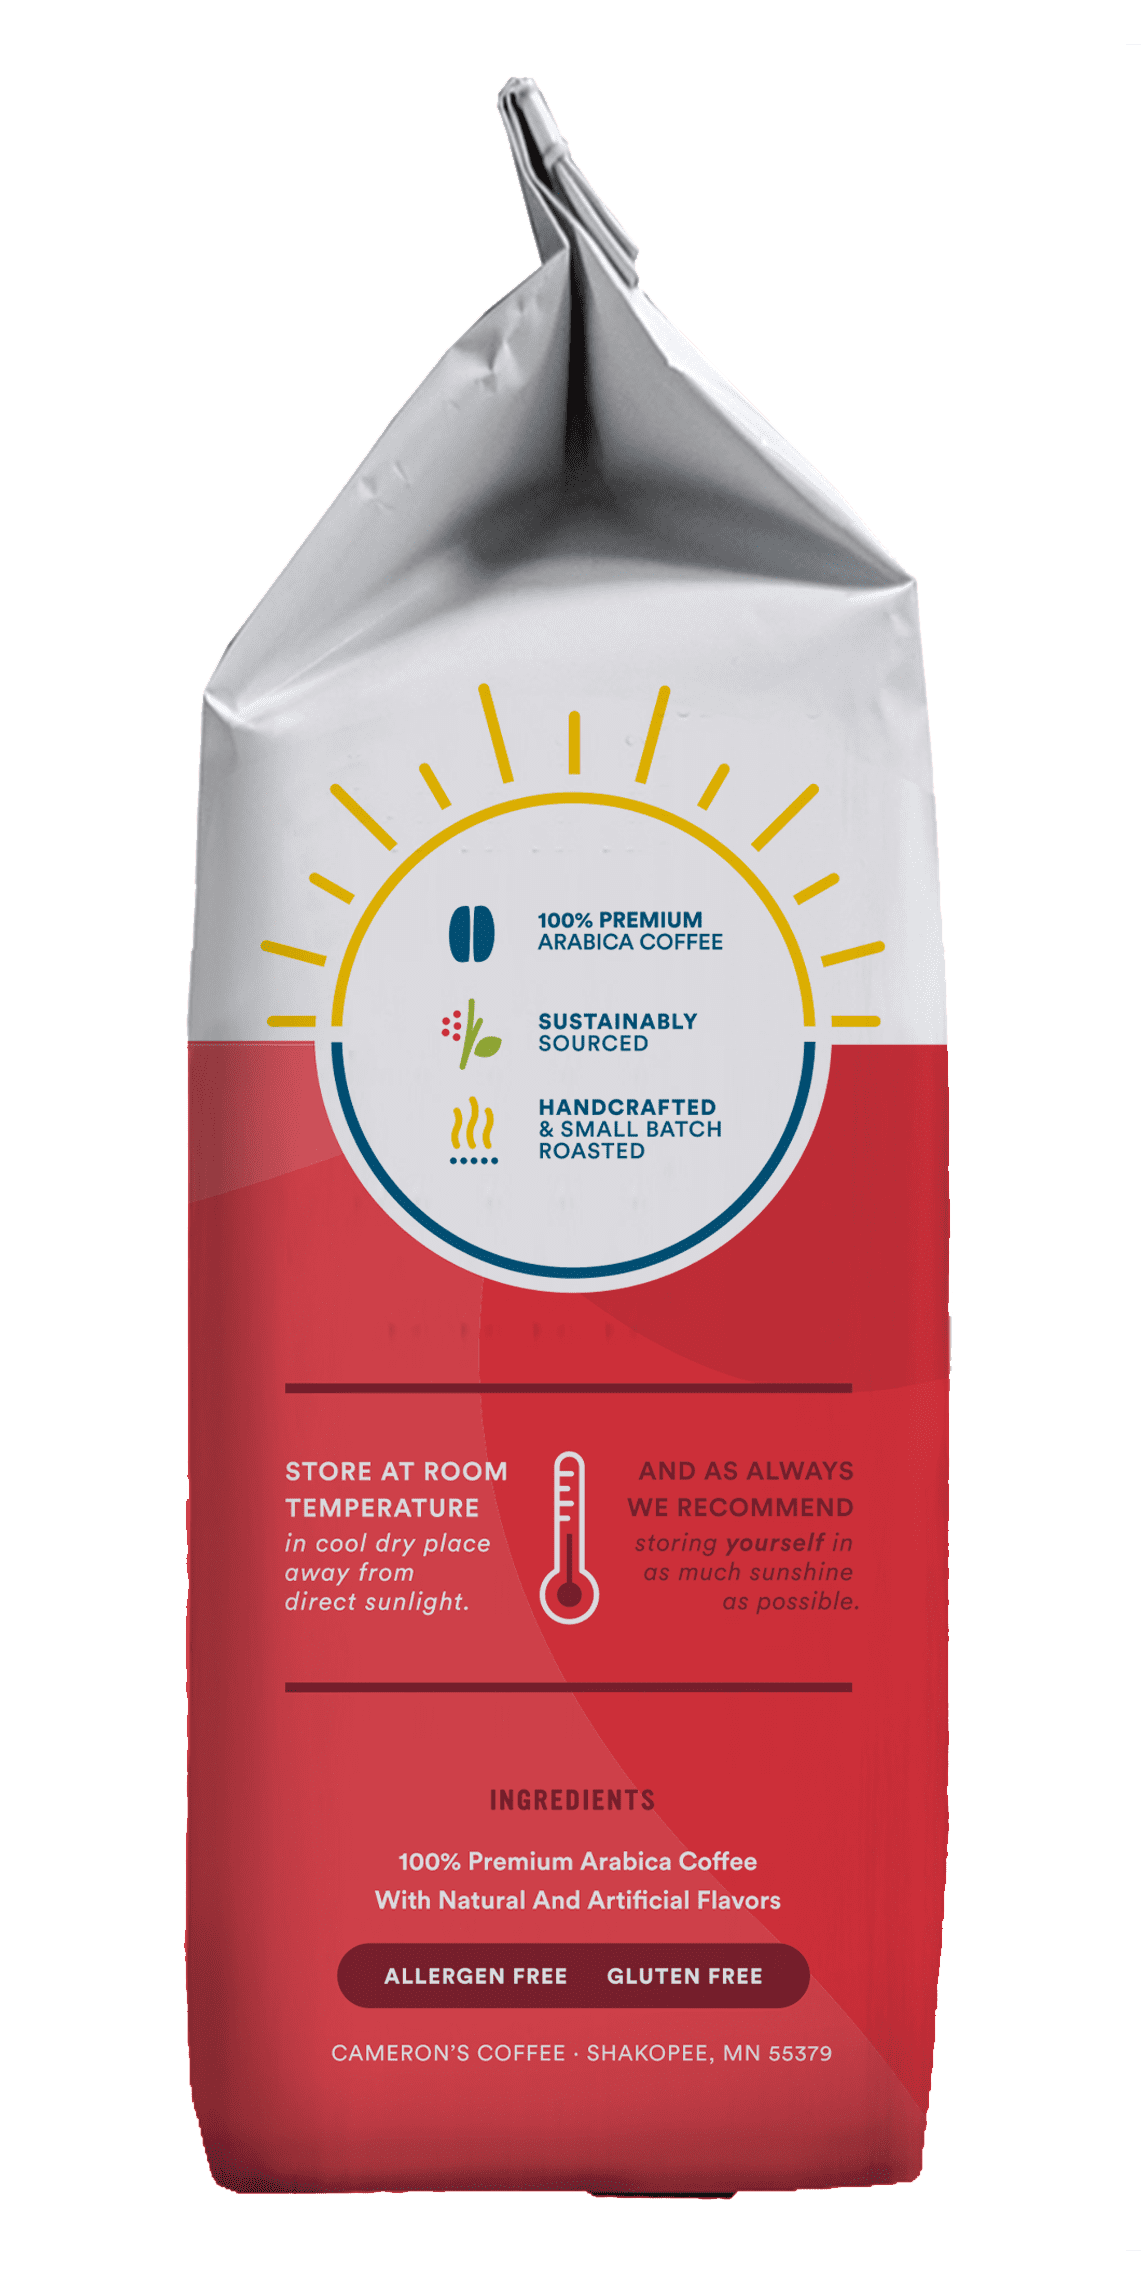 100% PREMIUM
ARABICA COFFEE
SUSTAINABLY
SOURCED
HANDCRAFTED
& SMALL BATCH
ROASTED
STORE AT ROOM
TEMPERATURE
in cool dry place
away from
direct sunlight.
AND AS ALWAYS
WE RECOMMEND
storing yourself in
as much sunshine
as possible.
INGREDIENTS
100% Premium Arabica Coffee
With Natural And Artificial Flavors
ALLERGEN FREE GLUTEN FREE
CAMERON'S COFFEE · SHAKOPEE, MN 55379